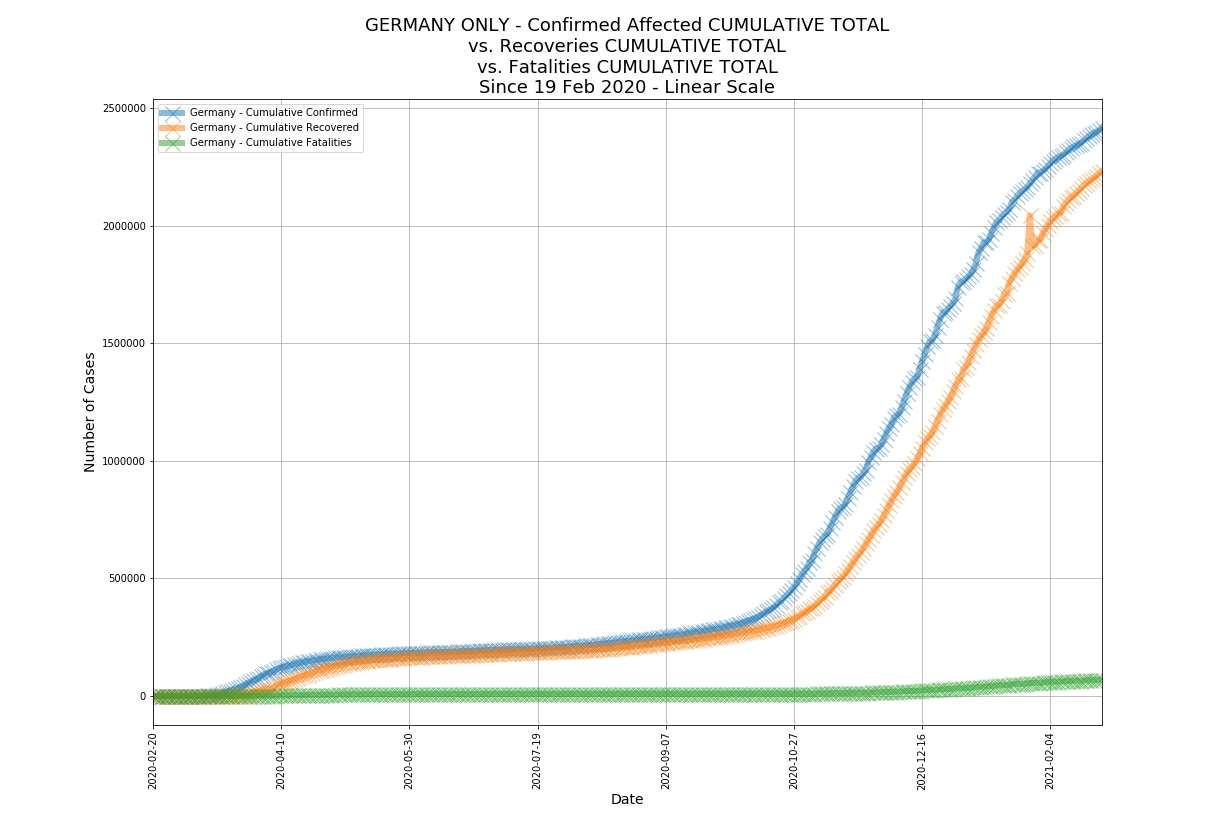 GERMANY ONLY - Confirmed Affected CUMULATIVE TOTAL
vs. Recoveries CUMULATIVE TOTAL
vs. Fatalities CUMULATIVE TOTAL
Since 19 Feb 2020 - Linear Scale
Germany - Cumulative Confirmed
Germany - Cumulative Recovered
Germany - Cumulative Fatalities
Number of Cases
2500000
2000000
1500000
1000000
500000
0
2020-02-20
2020-04-10
2020-05-30
2020-07-19
2020-09-07
2020-10-27
2020-12-16
2021-02-04
Date